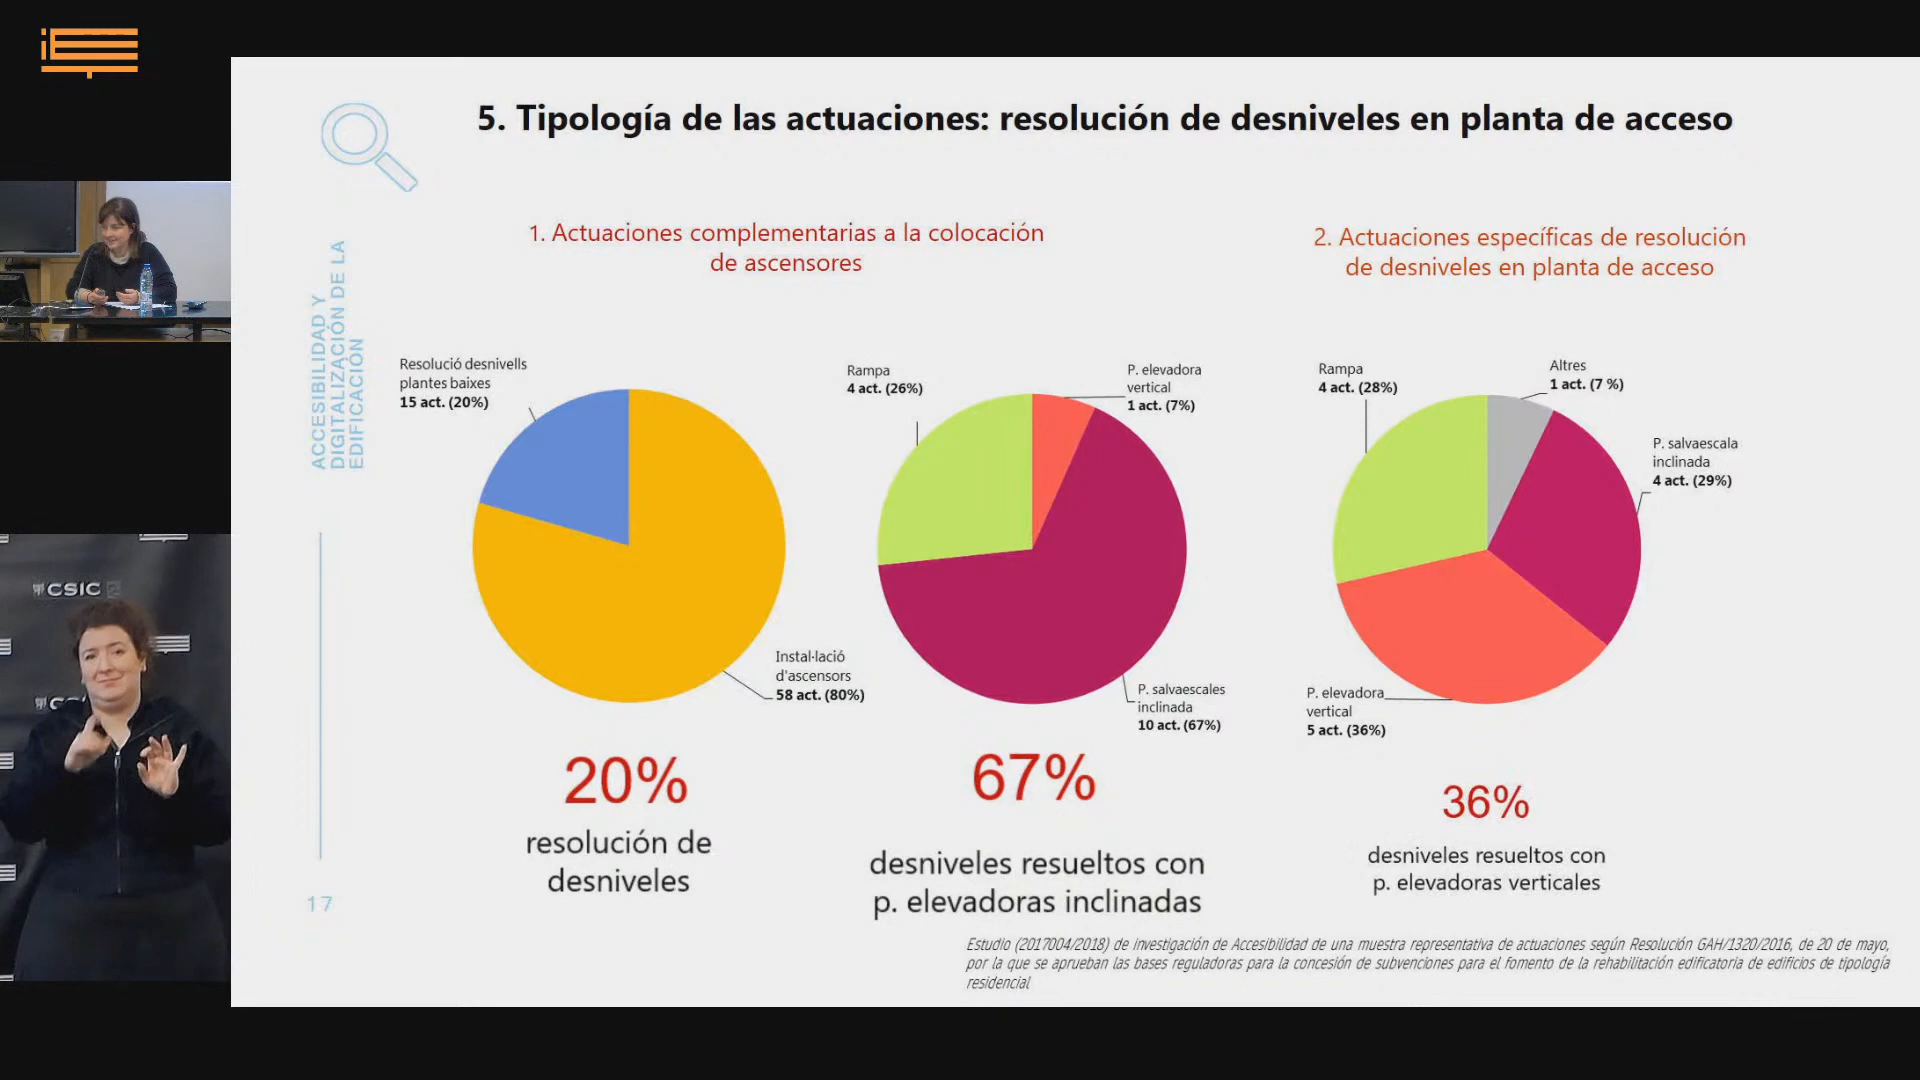 5. Tipología de las actuaciones: resolución de desniveles en planta de acceso
1. Actuaciones complementarias a la colocación
de ascensores
2. Actuaciones específicas de resolución
de desniveles en planta de acceso
ACCESIBILIDAD Y
DIGITALIZACIÓN DE LA
EDIFICACIÓN
Resolució desnivells
plantes baixes
15 act. (20%)
Instal·lació
d'ascensors
58 act. (80%)
Rampa
4 act. (26%)
P. elevadora
vertical
1 act. (7%)
P. salvaescales
inclinada
10 act. (67%)
Rampa
4 act. (28%)
Altres
1 act. (7 %)
P. salvaescala
inclinada
4 act. (29%)
P. elevadora
vertical
5 act. (36%)
20%
resolución de
desniveles
67%
desniveles resueltos con
p. elevadoras inclinadas
36%
desniveles resueltos con
p. elevadoras verticales
17
Estudio (2017004/2018) de investigación de Accesibilidad de una muestra representativa de actuaciones según Resolución GAH/1320/2016, de 20 de mayo,
por la que se aprueban las bases reguladoras para la concesión de subvenciones para el fomento de la rehabilitación edificatoria de edificios de tipología
residencial
CSIC